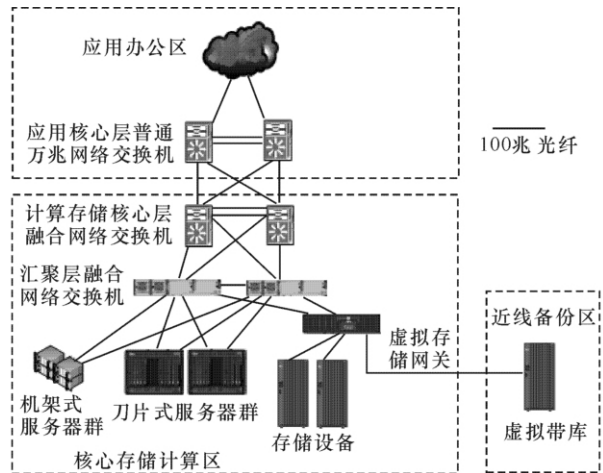 应用办公区
应用核心层普通
万兆网络交换机
100兆 光纤
计算存储核心层
融合网络交换机
汇聚层融合
网络交换机
虚拟存
储网关
近线备份区
机架式
服务器群
刀片式服务器群
存储设备
虚拟带库
核心存储计算区